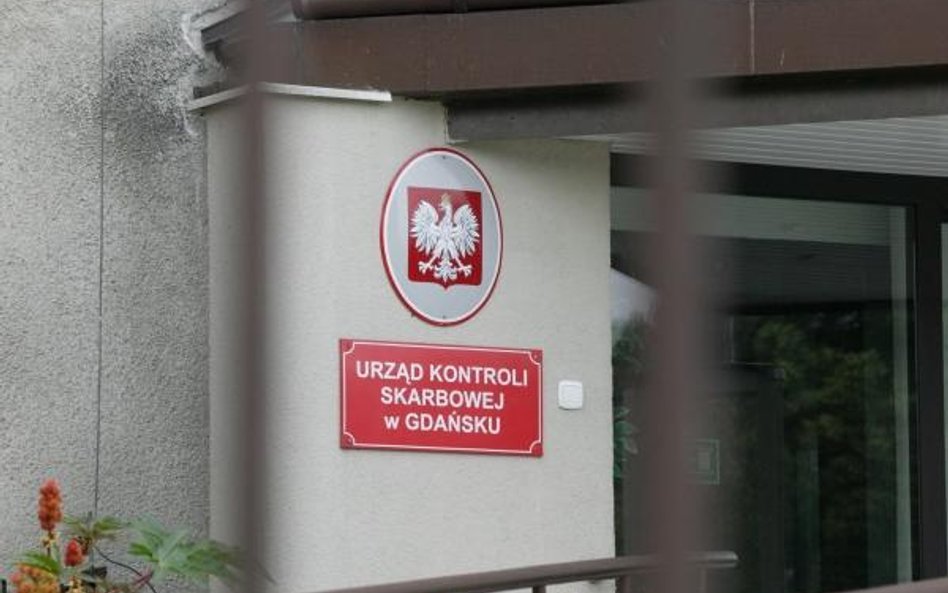 URZĄD KONTROLI
SKARBOWEJ
w GDAŃSKU